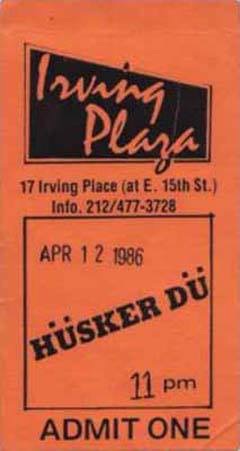 Irving
Plaza
17 Irving Place (at E. 15th St.)
Info. 212/477-3728
APR 12 1986
HÜSKER DÜ
11 pm
ADMIT ONE